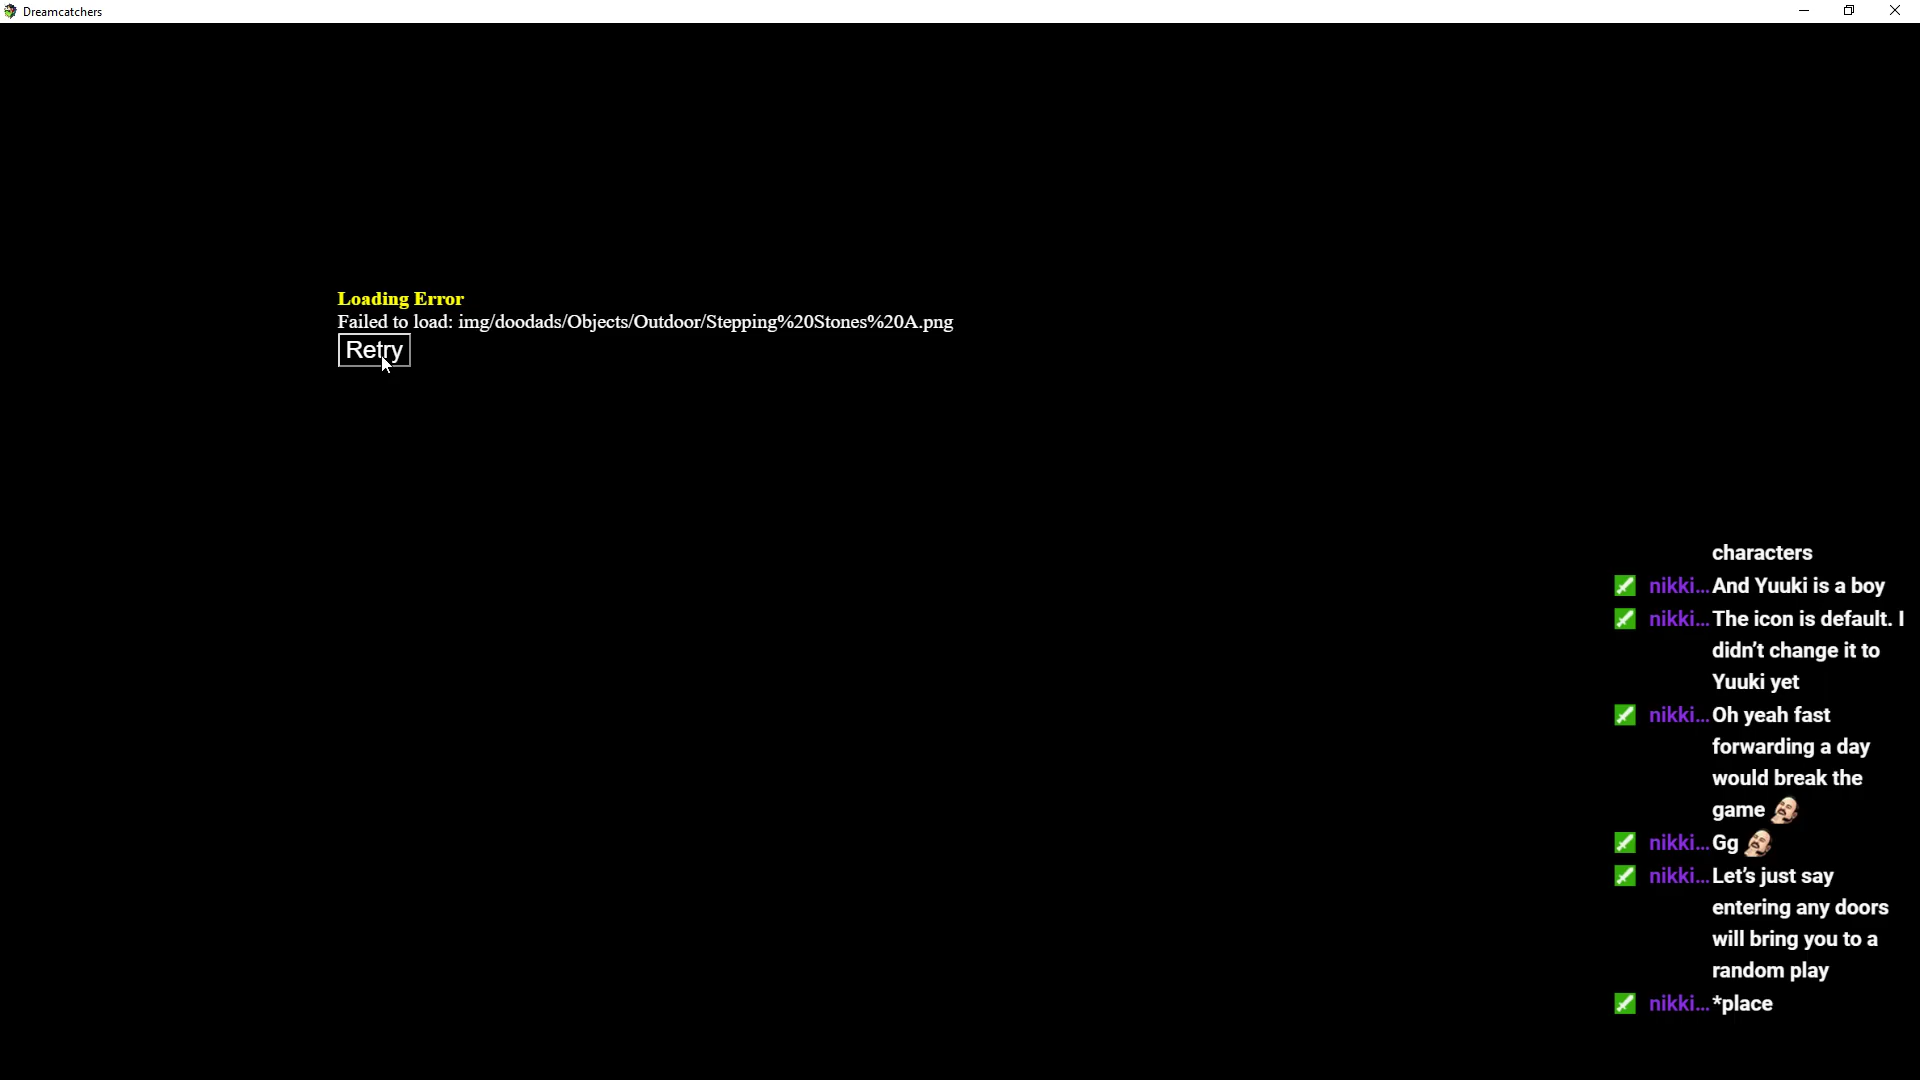 Dreamcatchers
Loading Error
Failed to load: img/doodads/Objects/Outdoor/Stepping%20Stones%20A.png
Retry
characters
nikki... And Yuuki is a boy
nikki... The icon is default. I
didn't change it to
Yuuki yet
nikki... Oh yeah fast
forwarding a day
would break the
game
nikki... Gg
nikki... Let's just say
entering any doors
will bring you to a
random play
nikki... *place